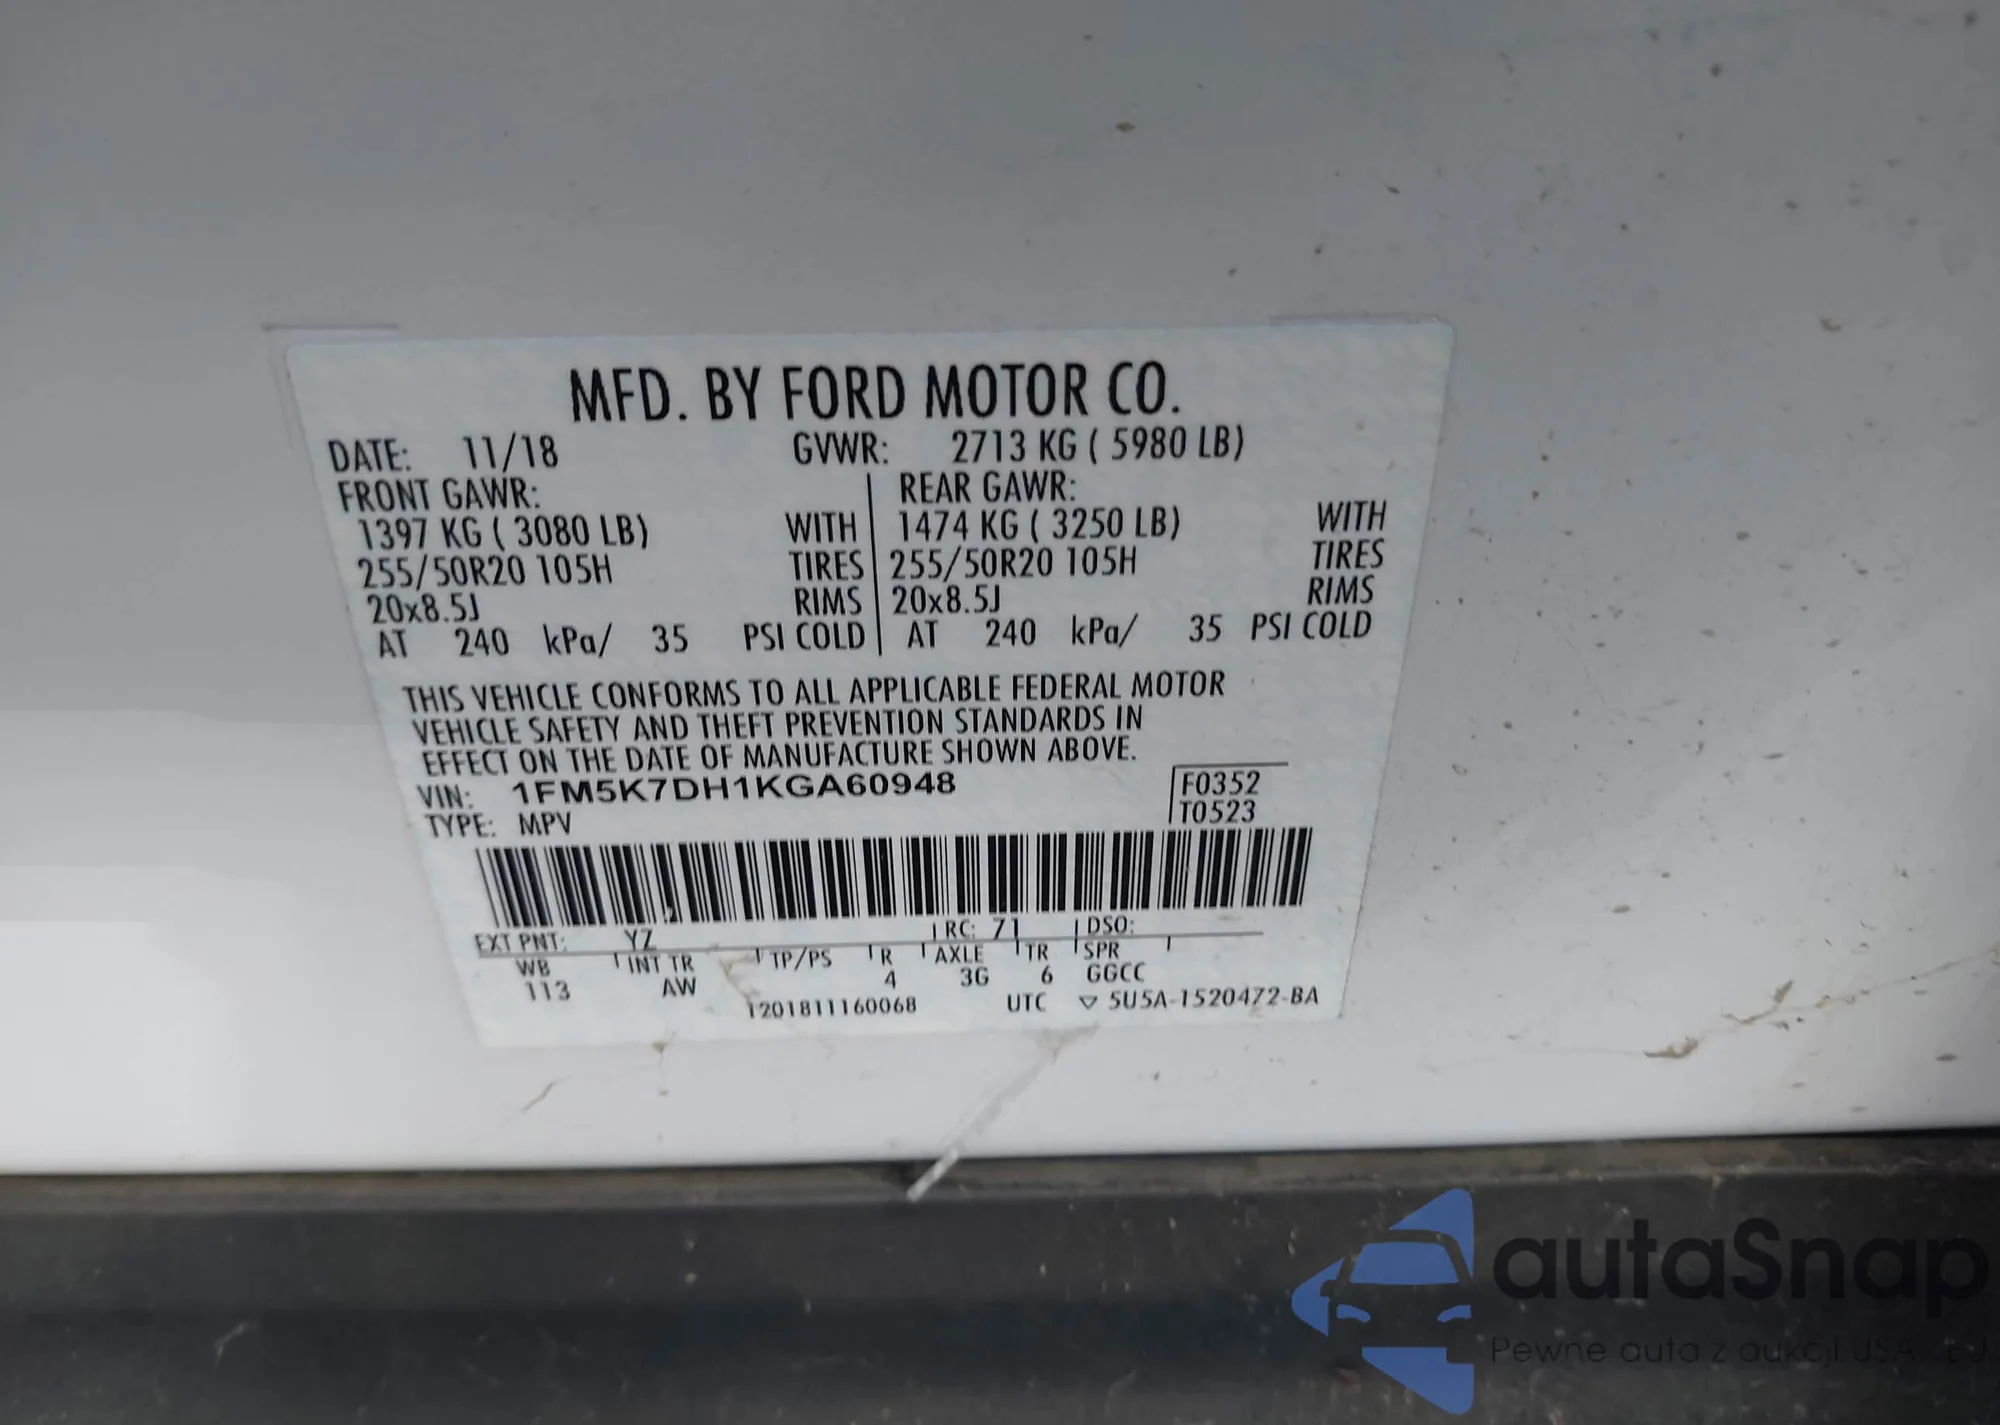 MFD. BY FORD MOTOR CO.
DATE: 11/18 GVWR: 2713 KG ( 5980 LB)
FRONT GAWR: REAR GAWR:
1397 KG ( 3080 LB) WITH 1474 KG ( 3250 LB) WITH
255/50R20 105H TIRES 255/50R20 105H TIRES
20x8.5J RIMS 20x8.5J RIMS
AT 240 kPa/ 35 PSI COLD AT 240 kPa/ 35 PSI COLD
THIS VEHICLE CONFORMS TO ALL APPLICABLE FEDERAL MOTOR
VEHICLE SAFETY AND THEFT PREVENTION STANDARDS IN
EFFECT ON THE DATE OF MANUFACTURE SHOWN ABOVE.
VIN: 1FM5K7DH1KGA60948 F0352
TYPE: MPV T0523
EXT PNT: YZ RC: 71 DSO:
WB INT TR TP/PS R AXLE TR SPR
113 AW 4 3G 6 GGCC
1201811160068 UTC ▽ 5U5A-1520472-BA
autaSnap
Pewne auta z aukcji USA